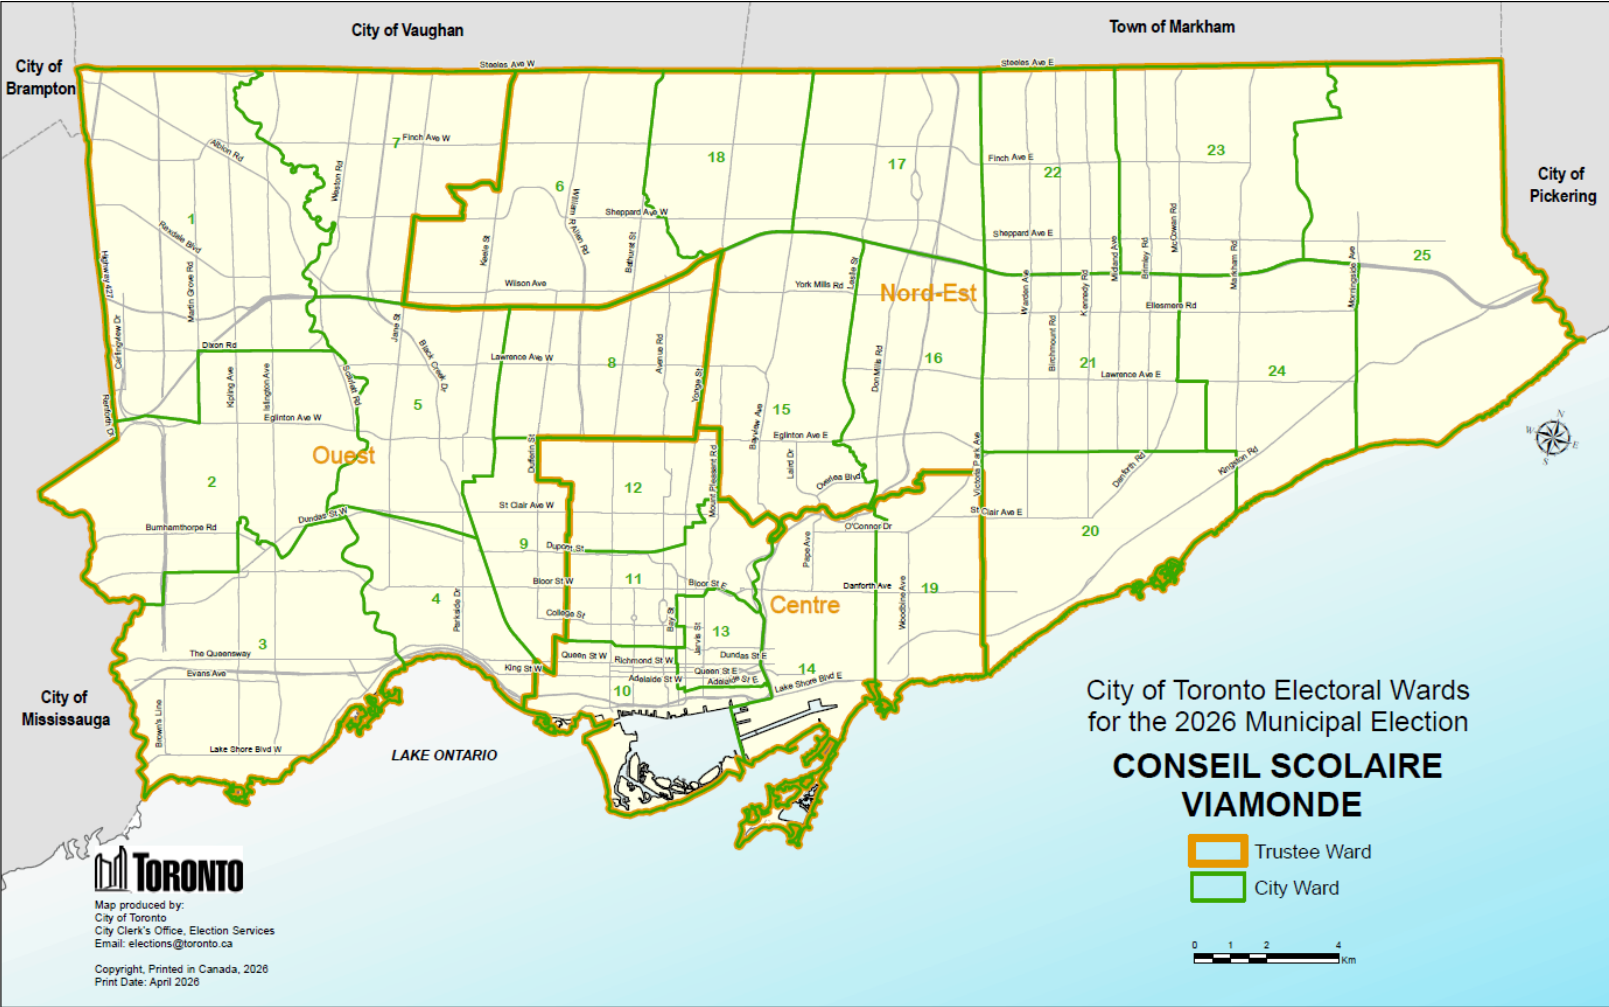 City of Vaughan
Town of Markham
City of
Brampton
Steeles Ave W
Steeles Ave E
7
Finch Ave W
Albion Rd
18
17
Finch Ave E
22
23
City of
Pickering
Weston Rd
6
William R Allen Rd
1
Rexdale Blvd
Sheppard Ave W
Bathurst St
Keele St
Sheppard Ave E
McCowan Rd
Midland Ave
Brimley Rd
Markham Rd
Morningside Ave
25
Highway 427
Martin Grove Rd
Wilson Ave
York Mills Rd
Leslie St
Nord-Est
Warden Ave
Kennedy Rd
Ellesmere Rd
Carlingview Dr
Dixon Rd
Jane St
Black Creek Dr
Lawrence Ave W
8
Avenue Rd
Don Mills Rd
16
Birchmount Rd
21
Lawrence Ave E
24
Kipling Ave
Islington Ave
Scarlett Rd
Yonge St
5
15
Bayview Ave
Renforth Dr
Eglinton Ave W
Eglinton Ave E
Ouest
Dufferin St
Mount Pleasant Rd
Laird Dr
Overlea Blvd
Victoria Park Ave
Danforth Rd
Kingston Rd
N
W
E
S
2
12
St Clair Ave W
St Clair Ave E
Dundas St W
Burnhamthorpe Rd
O'Connor Dr
20
9
Dupont St
Pape Ave
11
Bloor St W
Bloor St E
Danforth Ave
19
Woodbine Ave
4
Parkside Dr
Centre
College St
Bay St
Jarvis St
13
3
The Queensway
Evans Ave
Queen St W
Richmond St W
Dundas St E
King St W
Queen St E
Adelaide St W
Adelaide St E
14
Lake Shore Blvd E
10
City of
Mississauga
Brown's Line
Lake Shore Blvd W
LAKE ONTARIO
City of Toronto Electoral Wards
for the 2026 Municipal Election
CONSEIL SCOLAIRE
VIAMONDE
Trustee Ward
City Ward
0 1 2 4
Km
TORONTO
Map produced by:
City of Toronto
City Clerk's Office, Election Services
Email: elections@toronto.ca
Copyright, Printed in Canada, 2026
Print Date: April 2026